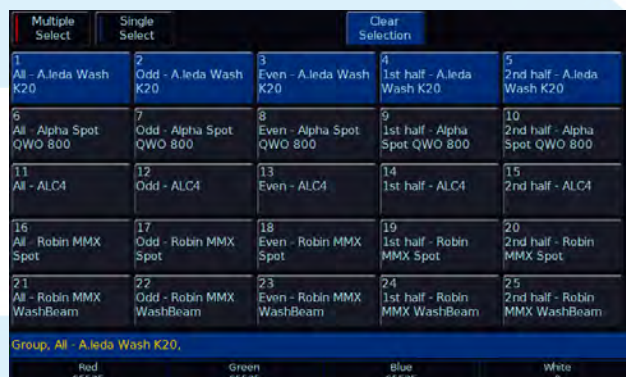 Multiple Select
Single Select
Clear Selection
1
All - A.leda Wash K20
2
Odd - A.leda Wash K20
3
Even - A.leda Wash K20
4
1st half - A.leda Wash K20
5
2nd half - A.leda Wash K20
6
All - Alpha Spot QWO 800
7
Odd - Alpha Spot QWO 800
8
Even - Alpha Spot QWO 800
9
1st half - Alpha Spot QWO 800
10
2nd half - Alpha Spot QWO 800
11
All - ALC4
12
Odd - ALC4
13
Even - ALC4
14
1st half - ALC4
15
2nd half - ALC4
16
All - Robin MMX Spot
17
Odd - Robin MMX Spot
18
Even - Robin MMX Spot
19
1st half - Robin MMX Spot
20
2nd half - Robin MMX Spot
21
All - Robin MMX WashBeam
22
Odd - Robin MMX WashBeam
23
Even - Robin MMX WashBeam
24
1st half - Robin MMX WashBeam
25
2nd half - Robin MMX WashBeam
Group, All - A.leda Wash K20,
Red
Green
Blue
White